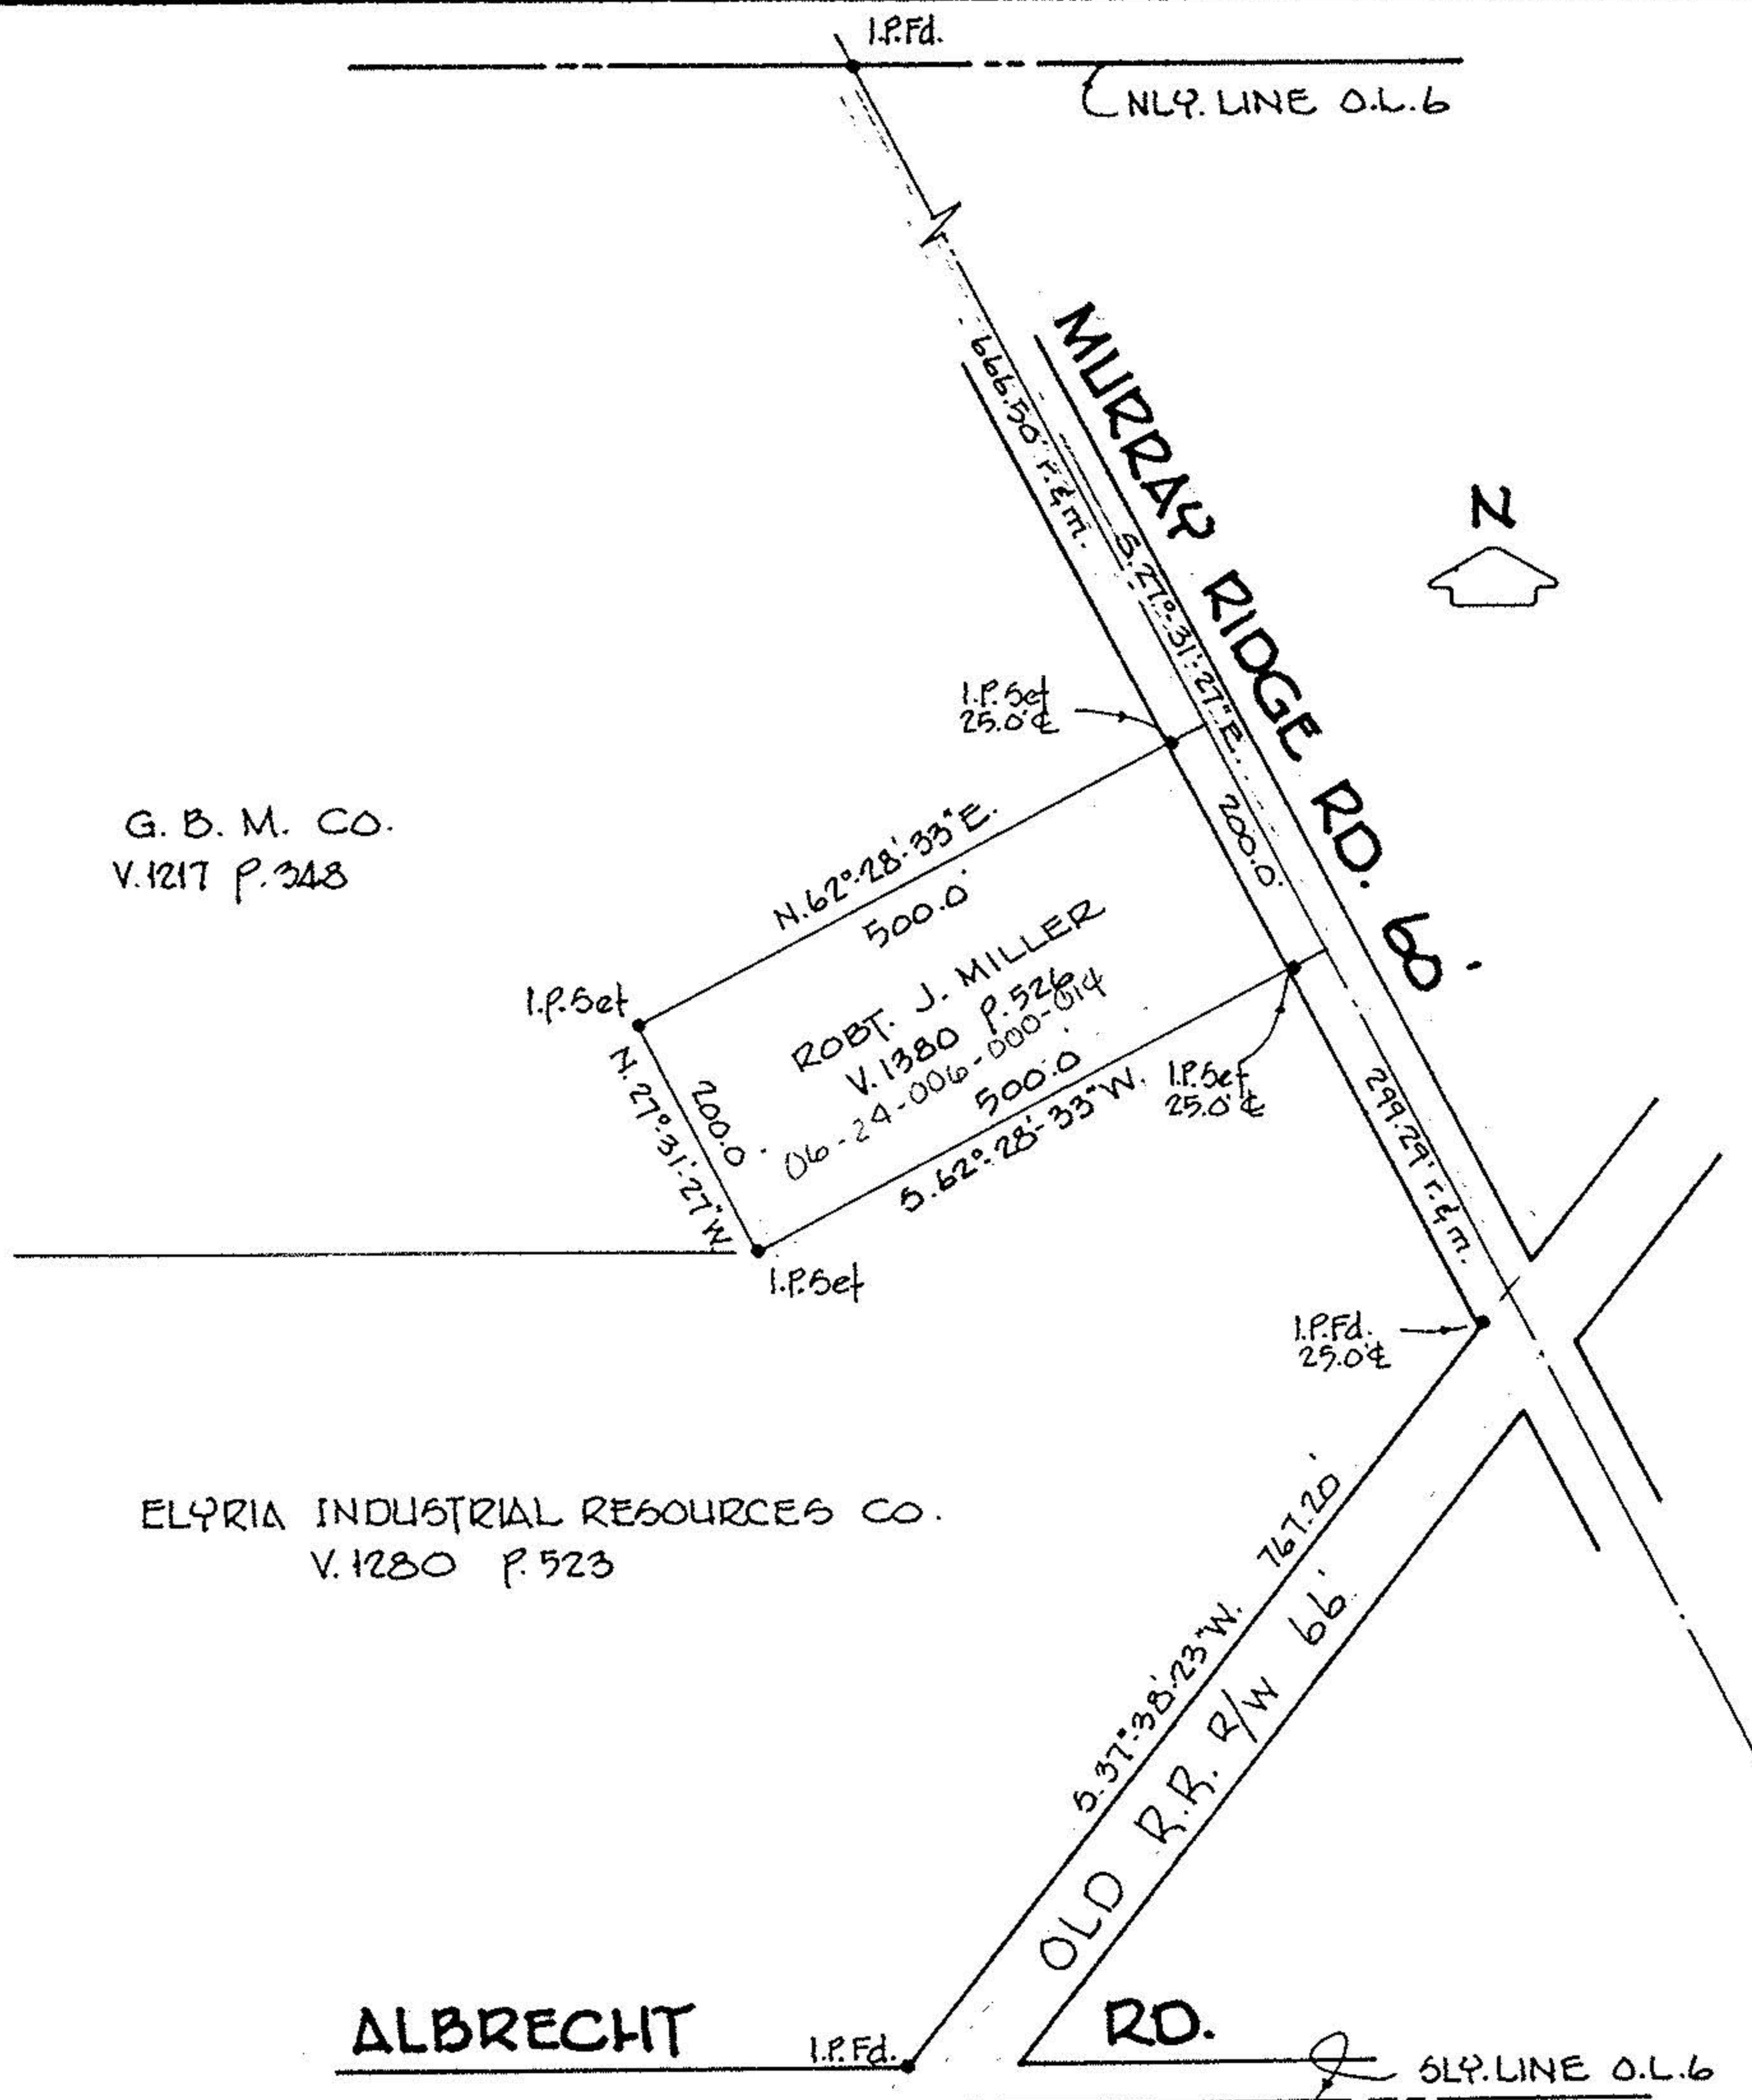 I.P.Fd.
NLY. LINE O.L.6
666.50' r.&m.
MURRAY RIDGE RD. 60'
S.27°-31'-27"E.
N
I.P.Set
25.0'℄
G. B. M. CO.
V.1217 P.348
N.62°-28'-33"E.
500.0'
200.0'
I.P.Set
ROBT. J. MILLER
V.1380 P.526
06-24-006-000-014
500.0'
S.62°-28'-33"W.
200.0'
N.27°-31'-27"W.
I.P.Set
25.0'℄
299.29' r.&m.
I.P.Set
I.P.Fd.
25.0'℄
ELYRIA INDUSTRIAL RESOURCES CO.
V.1280 P.523
S.37°-38'-23"W. 767.20'
OLD R.R. R/W 66'
ALBRECHT RD.
I.P.Fd.
SLY.LINE O.L.6